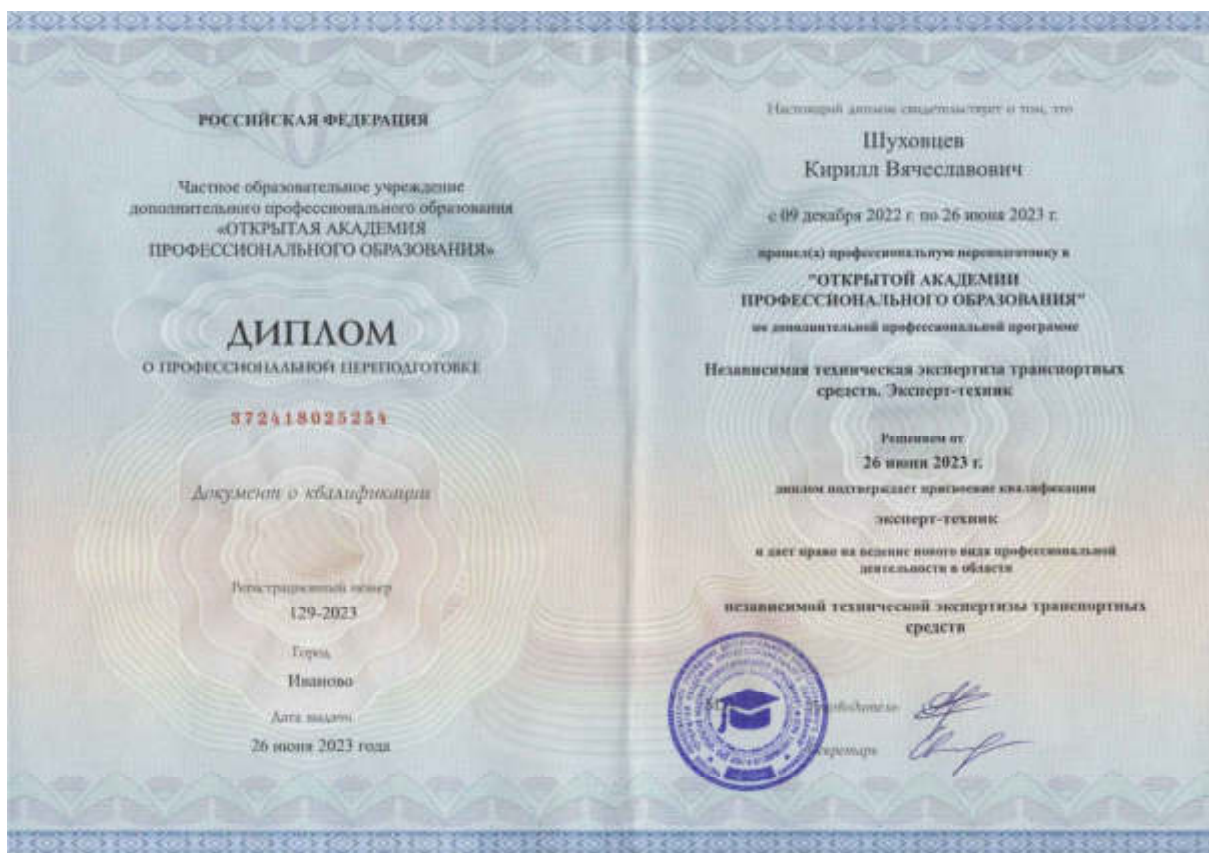 РОССИЙСКАЯ ФЕДЕРАЦИЯ
Частное образовательное учреждение
дополнительного профессионального образования
«ОТКРЫТАЯ АКАДЕМИЯ
ПРОФЕССИОНАЛЬНОГО ОБРАЗОВАНИЯ»
ДИПЛОМ
О ПРОФЕССИОНАЛЬНОЙ ПЕРЕПОДГОТОВКЕ
372418025254
Документ о квалификации
Регистрационный номер
129-2023
Город
Иваново
Дата выдачи
26 июня 2023 года
Настоящий диплом свидетельствует о том, что
Шуховцев
Кирилл Вячеславович
с 09 декабря 2022 г. по 26 июня 2023 г.
прошел(а) профессиональную переподготовку в
"ОТКРЫТОЙ АКАДЕМИИ
ПРОФЕССИОНАЛЬНОГО ОБРАЗОВАНИЯ"
по дополнительной профессиональной программе
Независимая техническая экспертиза транспортных
средств. Эксперт-техник
Решением от
26 июня 2023 г.
диплом подтверждает присвоение квалификации
эксперт-техник
и дает право на ведение нового вида профессиональной
деятельности в области
независимой технической экспертизы транспортных
средств
Руководитель
Секретарь